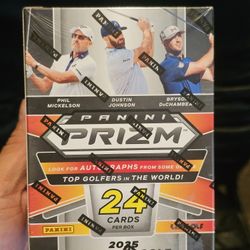 PHIL
MICKELSON
DUSTIN
JOHNSON
BRYSON
DeCHAMBEAU
PANINI
PRIZM
LOOK FOR AUTOGRAPHS FROM SOME OF
TOP GOLFERS IN THE WORLD!
24
CARDS
PER BOX
PANINI
2025